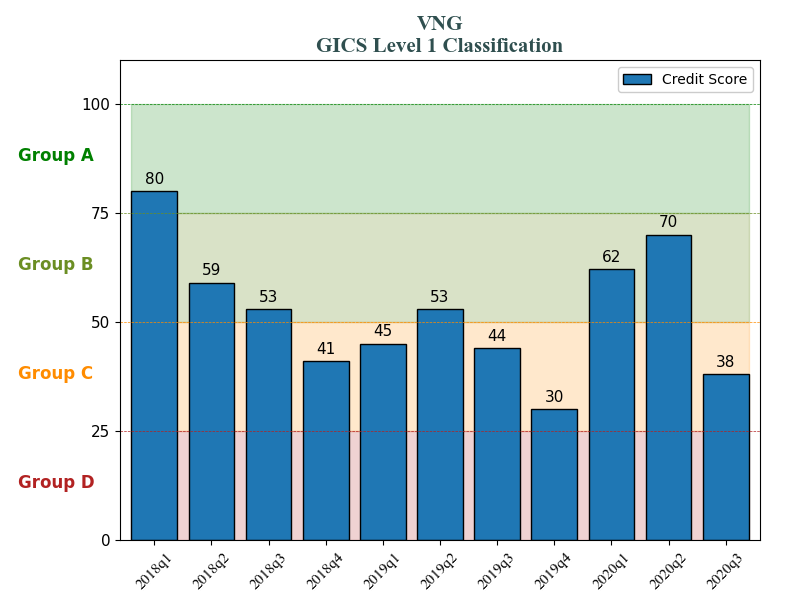 VNG
GICS Level 1 Classification
Credit Score
100
Group A
80
75
70
Group B
62
59
53
53
50
45
44
41
Group C
38
30
25
Group D
0
2018q1 2018q2 2018q3 2018q4 2019q1 2019q2 2019q3 2019q4 2020q1 2020q2 2020q3